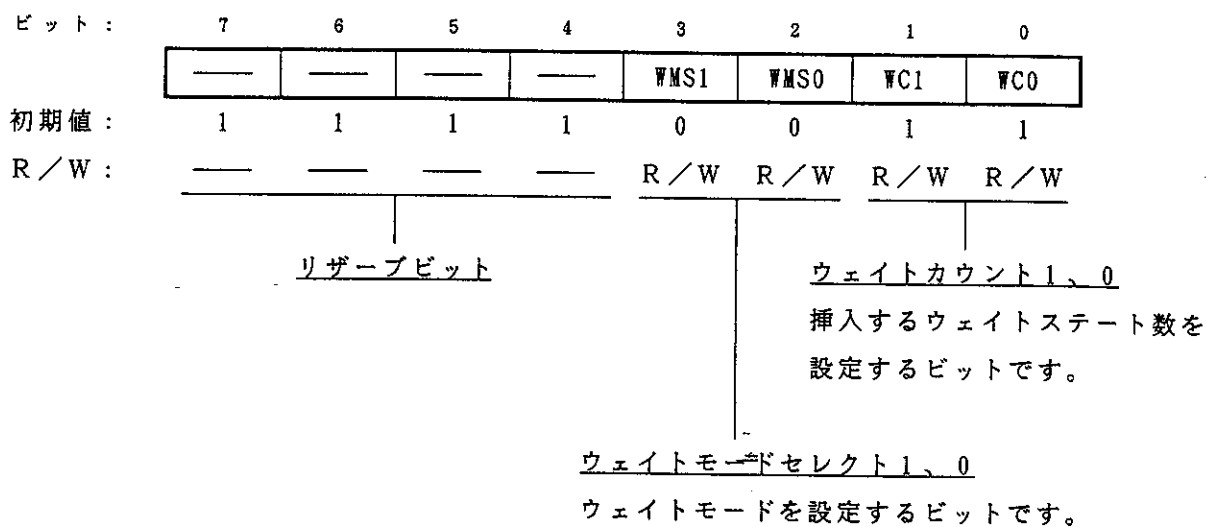 ビット： 7 6 5 4 3 2 1 0
— — — — WMS1 WMS0 WC1 WC0
初期値： 1 1 1 1 0 0 1 1
R／W： — — — — R／W R／W R／W R／W
リザーブビット
ウェイトカウント1、0
挿入するウェイトステート数を
設定するビットです。
ウェイトモードセレクト1、0
ウェイトモードを設定するビットです。